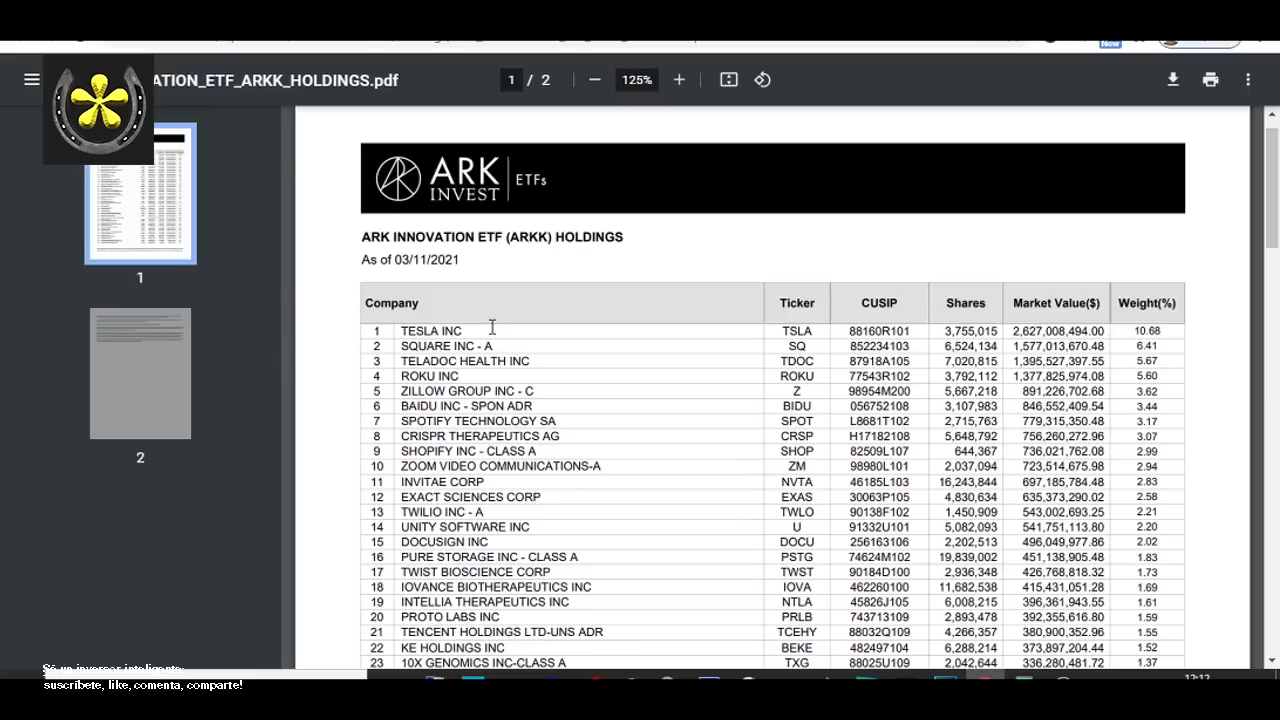 Now
ATION_ETF_ARKK_HOLDINGS.pdf
1 / 2
125%
ARK INVEST ETFs
ARK INNOVATION ETF (ARKK) HOLDINGS
As of 03/11/2021
Company Ticker CUSIP Shares Market Value($) Weight(%)
1 TESLA INC TSLA 88160R101 3,755,015 2,627,008,494.00 10.68
2 SQUARE INC - A SQ 852234103 6,524,134 1,577,013,670.48 6.41
3 TELADOC HEALTH INC TDOC 87918A105 7,020,815 1,395,527,397.55 5.67
4 ROKU INC ROKU 77543R102 3,792,112 1,377,825,974.08 5.60
5 ZILLOW GROUP INC - C Z 98954M200 5,667,218 891,226,702.68 3.62
6 BAIDU INC - SPON ADR BIDU 056752108 3,107,983 846,552,409.54 3.44
7 SPOTIFY TECHNOLOGY SA SPOT L8681T102 2,715,763 779,315,350.48 3.17
8 CRISPR THERAPEUTICS AG CRSP H17182108 5,648,792 756,260,272.96 3.07
9 SHOPIFY INC - CLASS A SHOP 82509L107 644,367 736,021,762.08 2.99
10 ZOOM VIDEO COMMUNICATIONS-A ZM 98980L101 2,037,094 723,514,675.98 2.94
11 INVITAE CORP NVTA 46185L103 16,243,844 697,185,784.48 2.83
12 EXACT SCIENCES CORP EXAS 30063P105 4,830,634 635,373,290.02 2.58
13 TWILIO INC - A TWLO 90138F102 1,450,909 543,002,693.25 2.21
14 UNITY SOFTWARE INC U 91332U101 5,082,093 541,751,113.80 2.20
15 DOCUSIGN INC DOCU 256163106 2,202,513 496,049,977.86 2.02
16 PURE STORAGE INC - CLASS A PSTG 74624M102 19,839,002 451,138,905.48 1.83
17 TWIST BIOSCIENCE CORP TWST 90184D100 2,936,348 426,768,818.32 1.73
18 IOVANCE BIOTHERAPEUTICS INC IOVA 462260100 11,682,538 415,431,051.28 1.69
19 INTELLIA THERAPEUTICS INC NTLA 45826J105 6,008,215 396,361,943.55 1.61
20 PROTO LABS INC PRLB 743713109 2,893,478 392,355,616.80 1.59
21 TENCENT HOLDINGS LTD-UNS ADR TCEHY 88032Q109 4,266,357 380,900,352.96 1.55
22 KE HOLDINGS INC BEKE 482497104 6,288,214 373,897,204.44 1.52
23 10X GENOMICS INC-CLASS A TXG 88025U109 2,042,644 336,280,481.72 1.37
1
2
Sé un inversor inteligente:
suscribete, like, comenta, comparte!
12:12